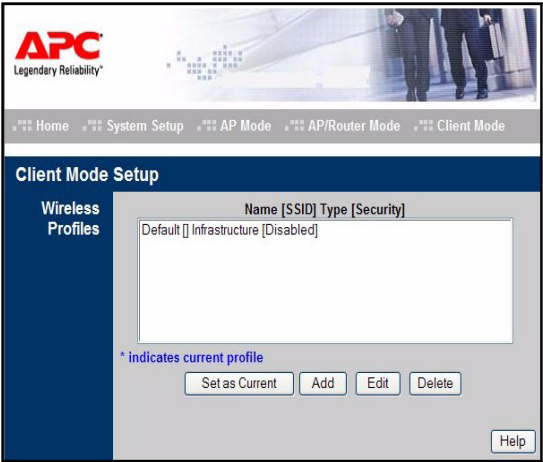 APC
Legendary Reliability™
Home System Setup AP Mode AP/Router Mode Client Mode
Client Mode Setup
Wireless Profiles
Name [SSID] Type [Security]
Default [] Infrastructure [Disabled]
* indicates current profile
Set as Current Add Edit Delete
Help